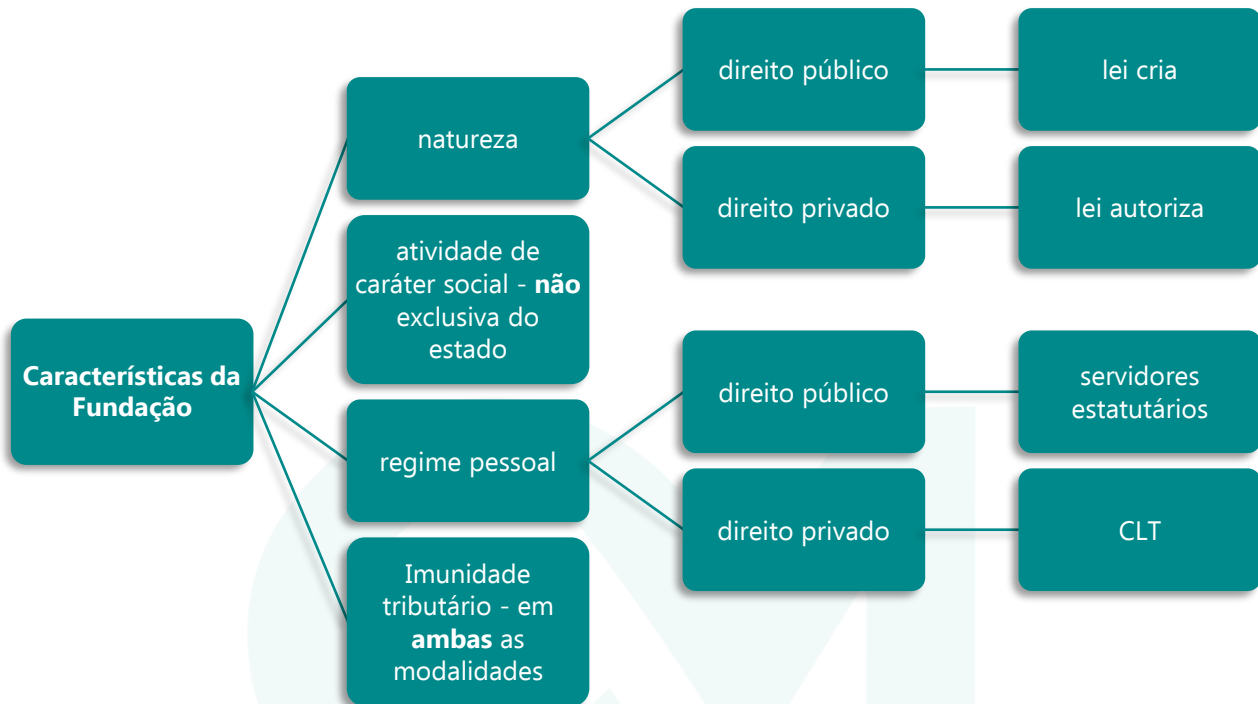 Características da
Fundação
natureza
direito público
lei cria
direito privado
lei autoriza
atividade de
caráter social - não
exclusiva do
estado
regime pessoal
direito público
servidores
estatutários
direito privado
CLT
Imunidade
tributário - em
ambas as
modalidades